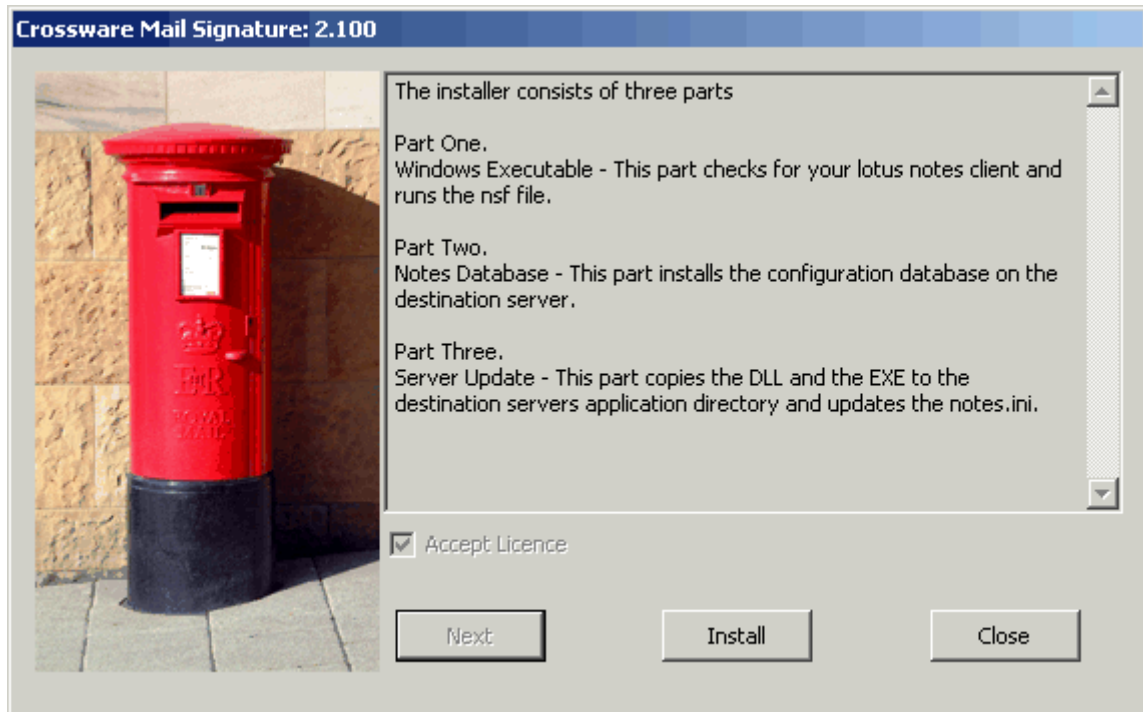 Crossware Mail Signature: 2.100
The installer consists of three parts
Part One.
Windows Executable - This part checks for your lotus notes client and
runs the nsf file.
Part Two.
Notes Database - This part installs the configuration database on the
destination server.
Part Three.
Server Update - This part copies the DLL and the EXE to the
destination servers application directory and updates the notes.ini.
E R
ROYAL
MAIL
Accept Licence
Next
Install
Close